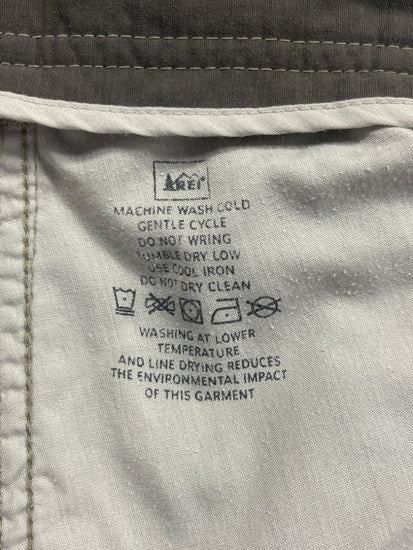 REI
MACHINE WASH COLD
GENTLE CYCLE
DO NOT WRING
TUMBLE DRY LOW
USE COOL IRON
DO NOT DRY CLEAN
WASHING AT LOWER
TEMPERATURE
AND LINE DRYING REDUCES
THE ENVIRONMENTAL IMPACT
OF THIS GARMENT